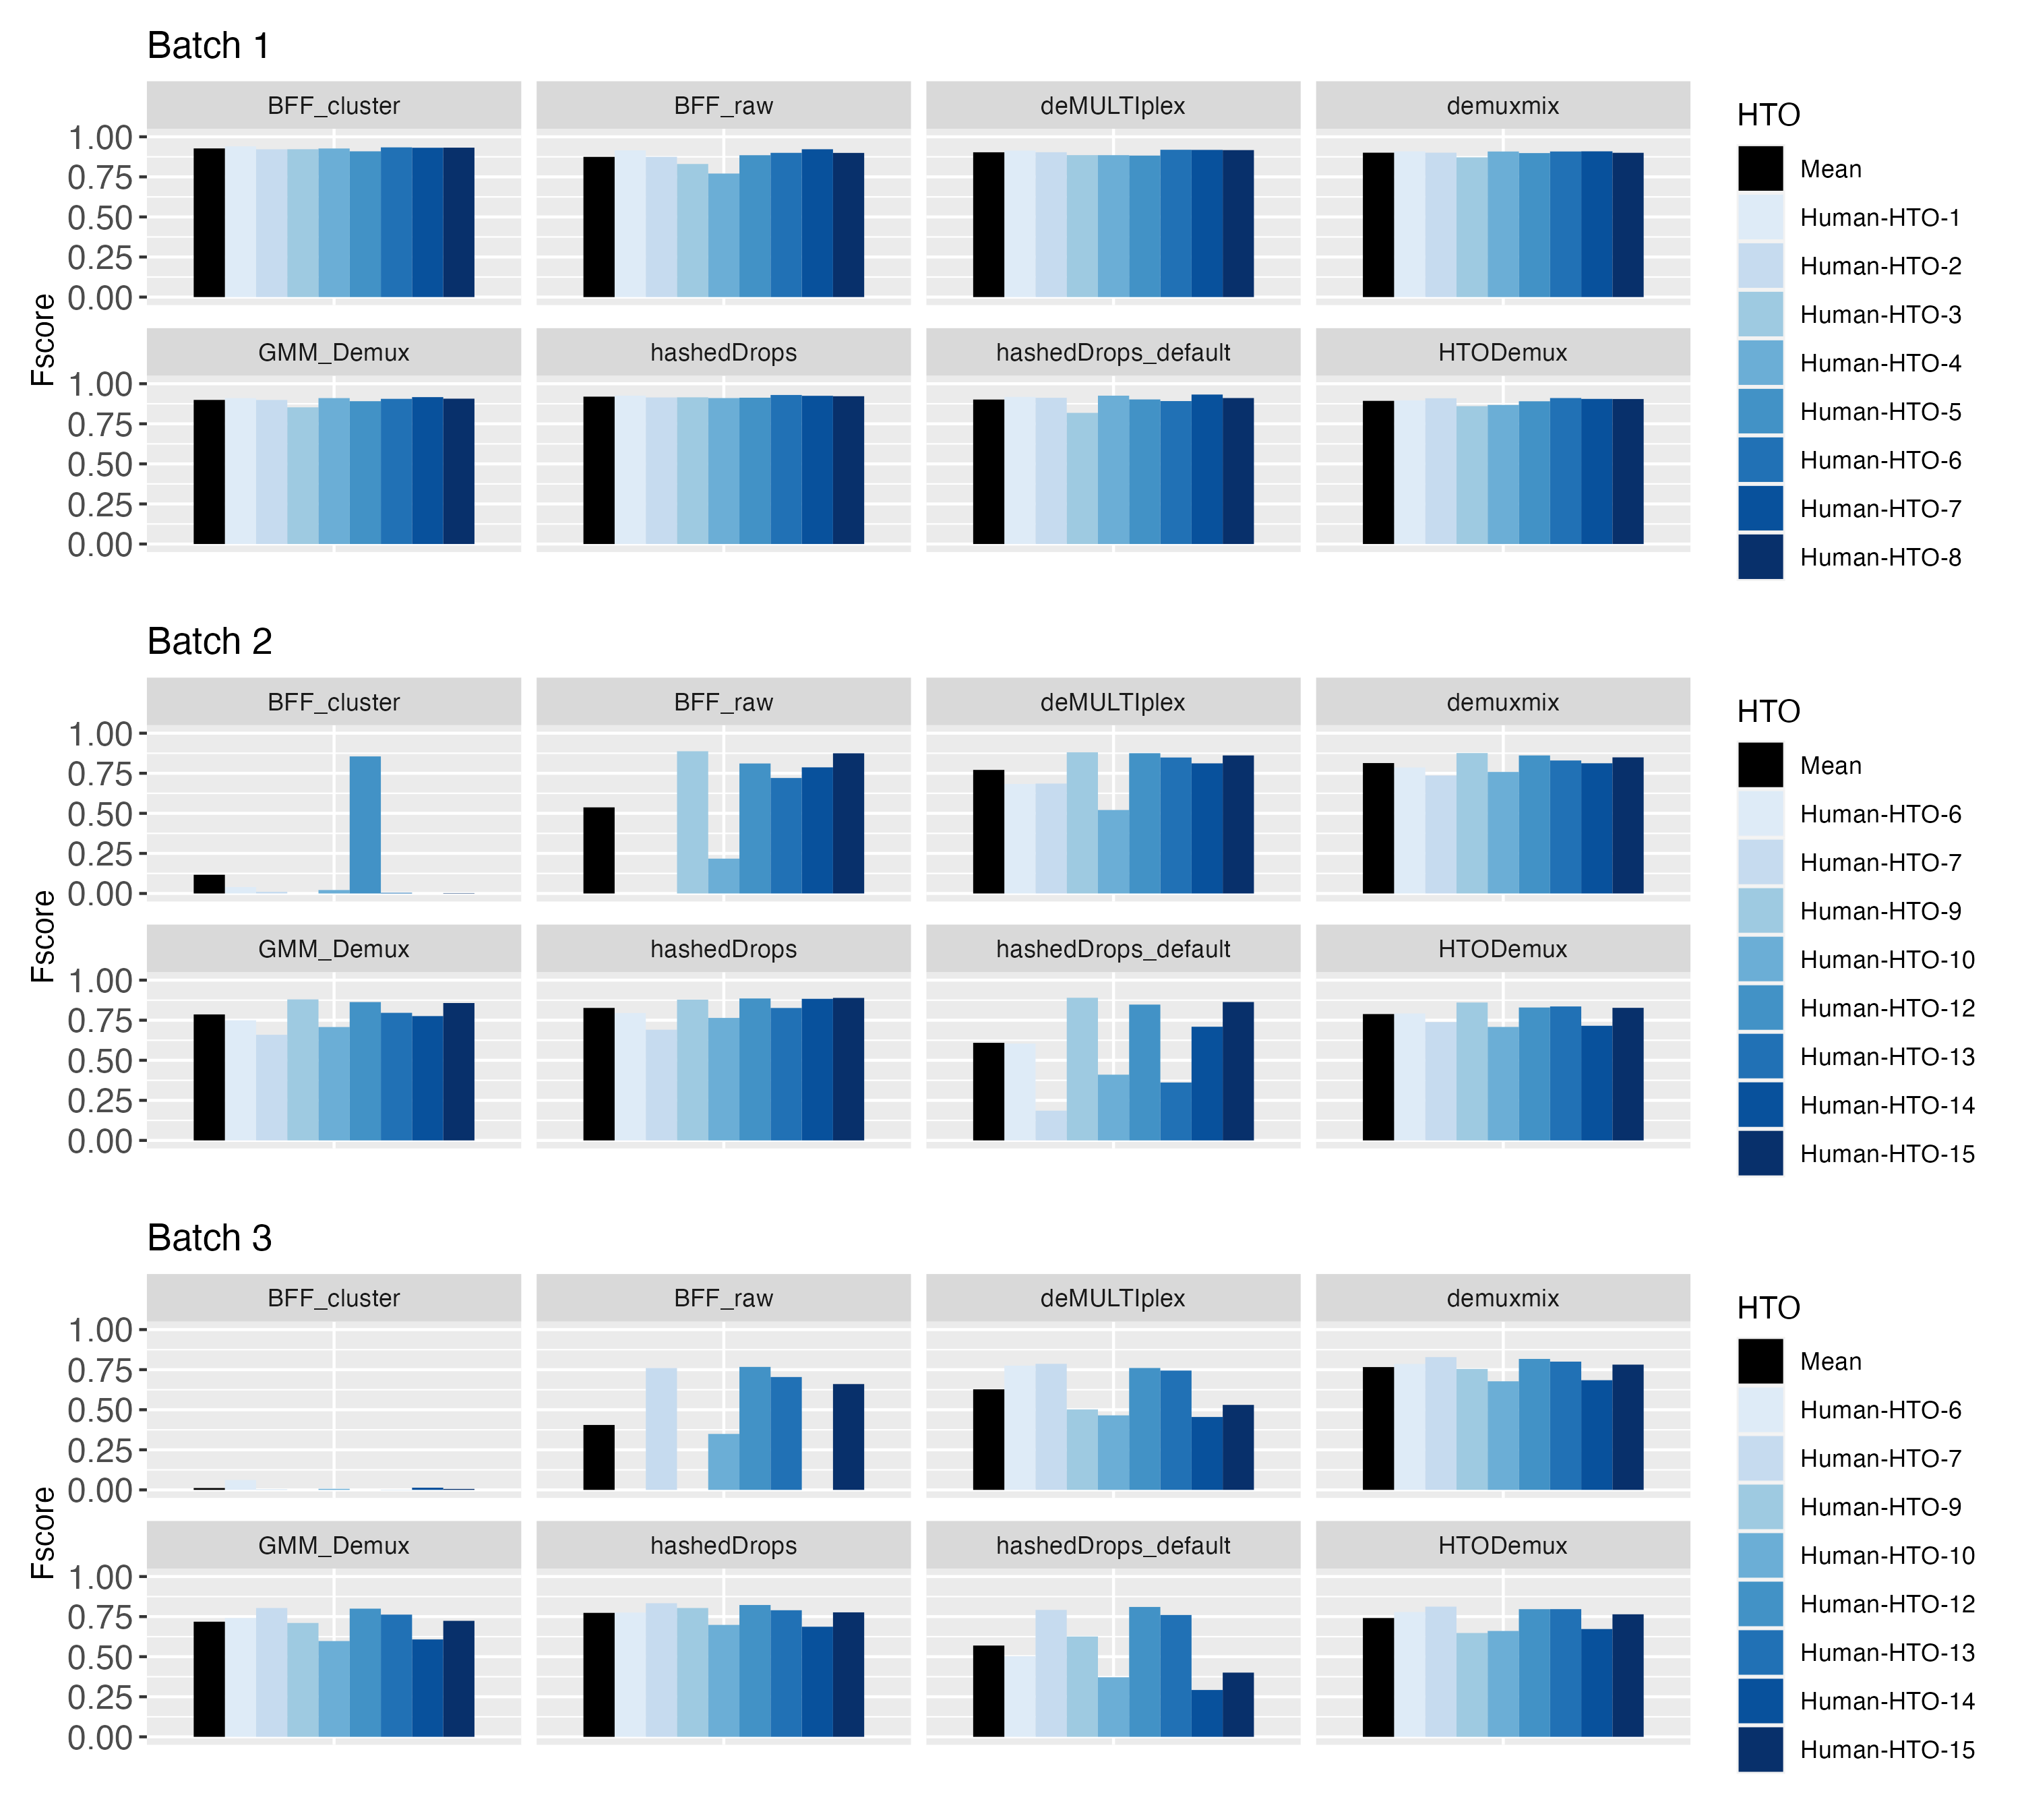 Batch 1
BFF_cluster BFF_raw deMULTIplex demuxmix
1.00
0.75
0.50
0.25
0.00
GMM_Demux hashedDrops hashedDrops_default HTODemux
1.00
0.75
0.50
0.25
0.00
Fscore
HTO
Mean
Human-HTO-1
Human-HTO-2
Human-HTO-3
Human-HTO-4
Human-HTO-5
Human-HTO-6
Human-HTO-7
Human-HTO-8
Batch 2
BFF_cluster BFF_raw deMULTIplex demuxmix
1.00
0.75
0.50
0.25
0.00
GMM_Demux hashedDrops hashedDrops_default HTODemux
1.00
0.75
0.50
0.25
0.00
Fscore
HTO
Mean
Human-HTO-6
Human-HTO-7
Human-HTO-9
Human-HTO-10
Human-HTO-12
Human-HTO-13
Human-HTO-14
Human-HTO-15
Batch 3
BFF_cluster BFF_raw deMULTIplex demuxmix
1.00
0.75
0.50
0.25
0.00
GMM_Demux hashedDrops hashedDrops_default HTODemux
1.00
0.75
0.50
0.25
0.00
Fscore
HTO
Mean
Human-HTO-6
Human-HTO-7
Human-HTO-9
Human-HTO-10
Human-HTO-12
Human-HTO-13
Human-HTO-14
Human-HTO-15